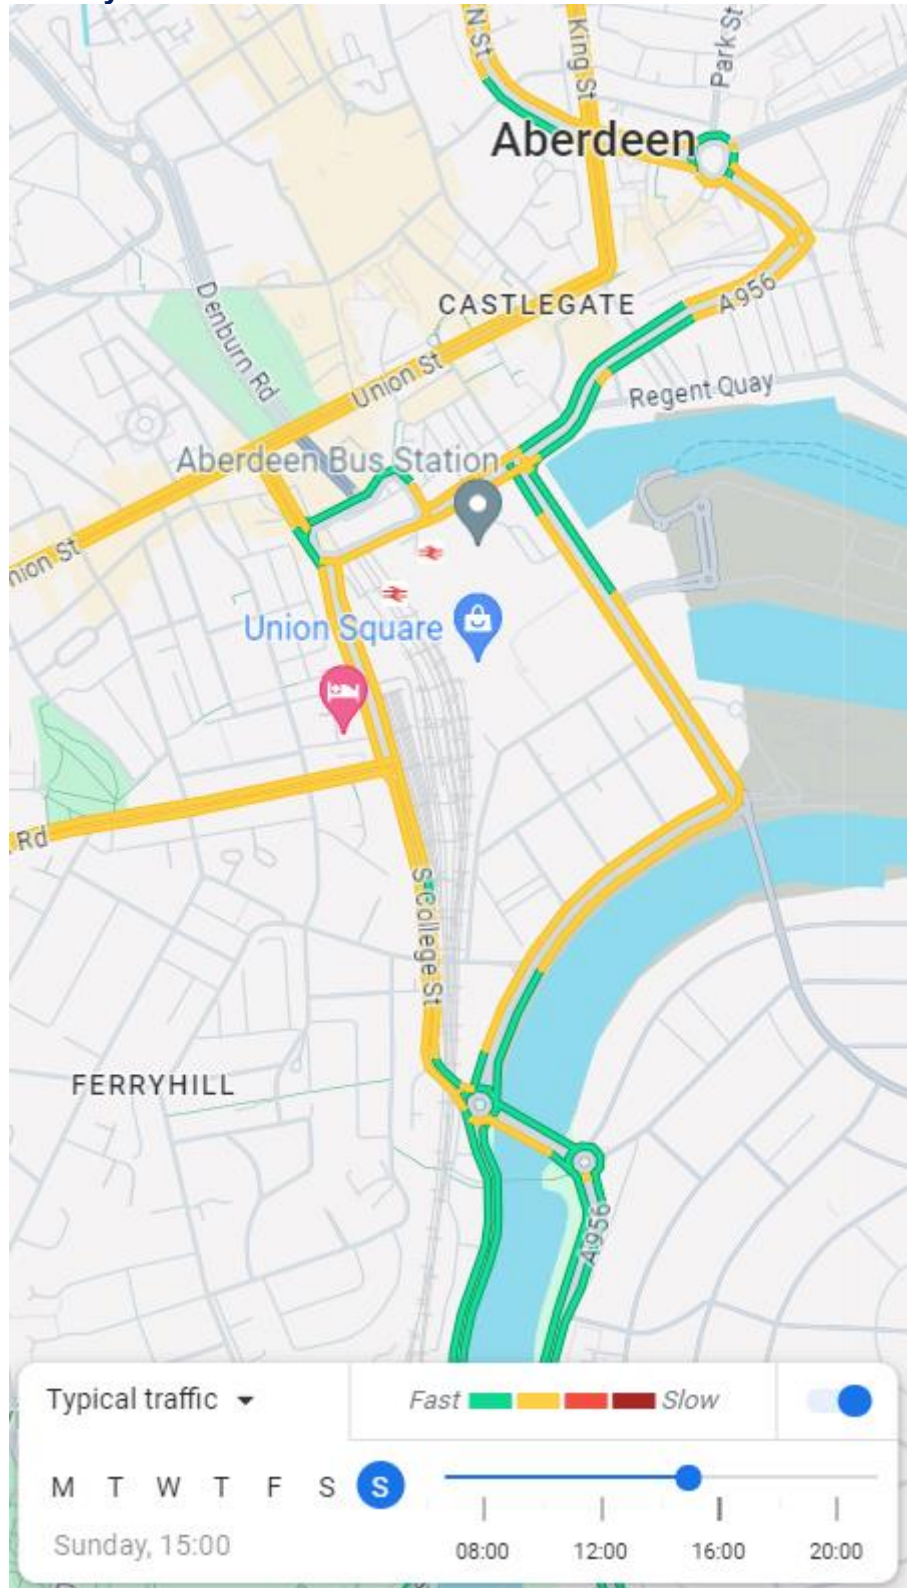 N St
King St
Park St
Aberdeen
CASTLEGATE
A 956
Denburn Rd
Union St
Regent Quay
Aberdeen Bus Station
nion St
Union Square
Rd
S College St
FERRYHILL
A956
Typical traffic
Fast Slow
M T W T F S S
Sunday, 15:00
08:00 12:00 16:00 20:00